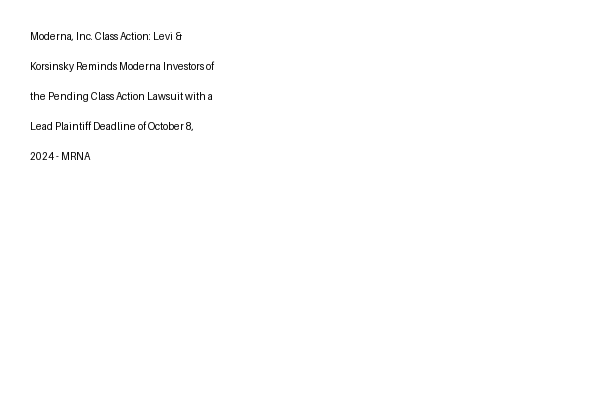 Moderna, Inc. Class Action: Levi &
Korsinsky Reminds Moderna Investors of
the Pending Class Action Lawsuit with a
Lead Plaintiff Deadline of October 8,
2024 - MRNA